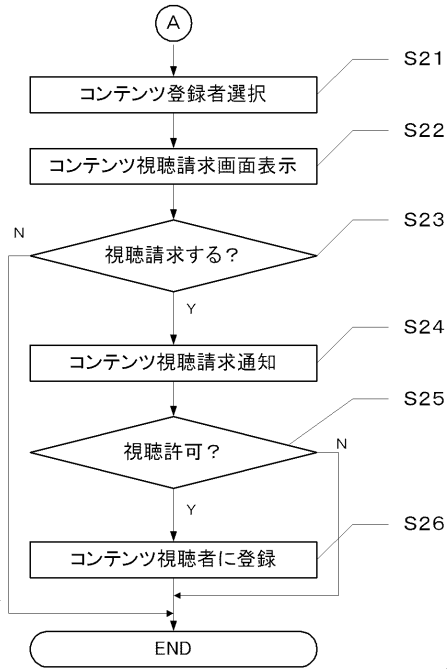 A
S21
コンテンツ登録者選択
S22
コンテンツ視聴請求画面表示
S23
N
視聴請求する？
Y
S24
コンテンツ視聴請求通知
S25
視聴許可？
N
Y
S26
コンテンツ視聴者に登録
END